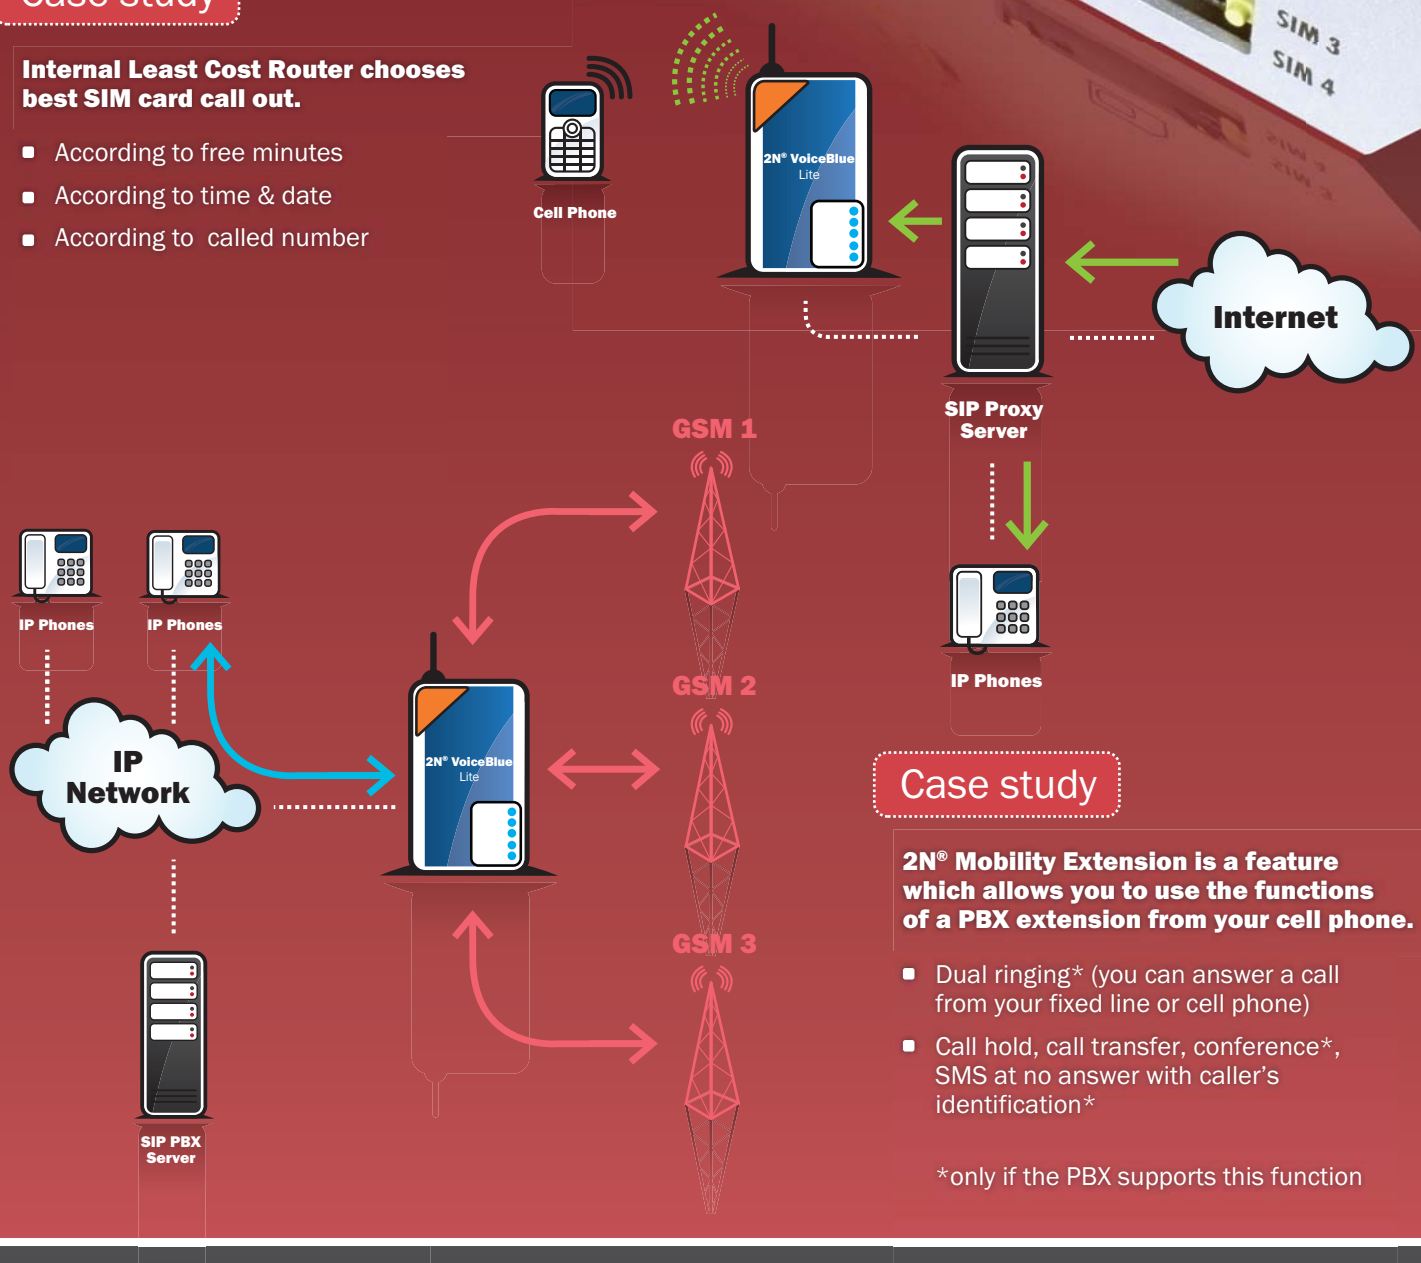 Case study
Internal Least Cost Router chooses
best SIM card call out.
According to free minutes
According to time & date
According to called number
Cell Phone
2N® VoiceBlue
Lite
SIM 3
SIM 4
Internet
SIP Proxy
Server
IP Phones
GSM 1
GSM 2
GSM 3
IP Phones
IP Phones
IP
Network
2N® VoiceBlue
Lite
SIP PBX
Server
Case study
2N® Mobility Extension is a feature
which allows you to use the functions
of a PBX extension from your cell phone.
Dual ringing* (you can answer a call
from your fixed line or cell phone)
Call hold, call transfer, conference*,
SMS at no answer with caller’s
identification*
*only if the PBX supports this function